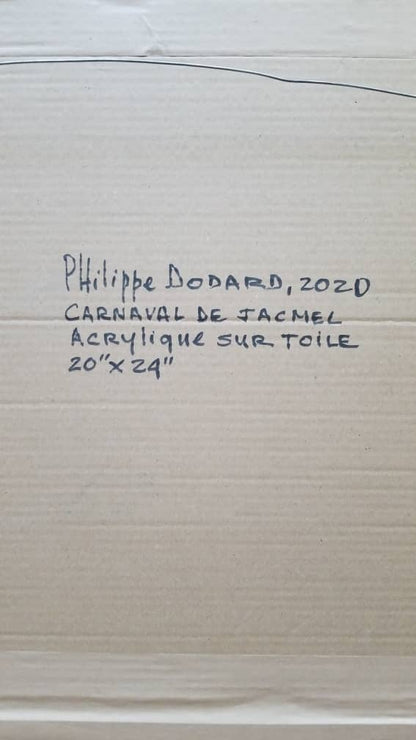 PHilippe DODARD, 2020
CARNAVAL DE JACMEL
ACRYlique SUR TOILE
20"x 24"